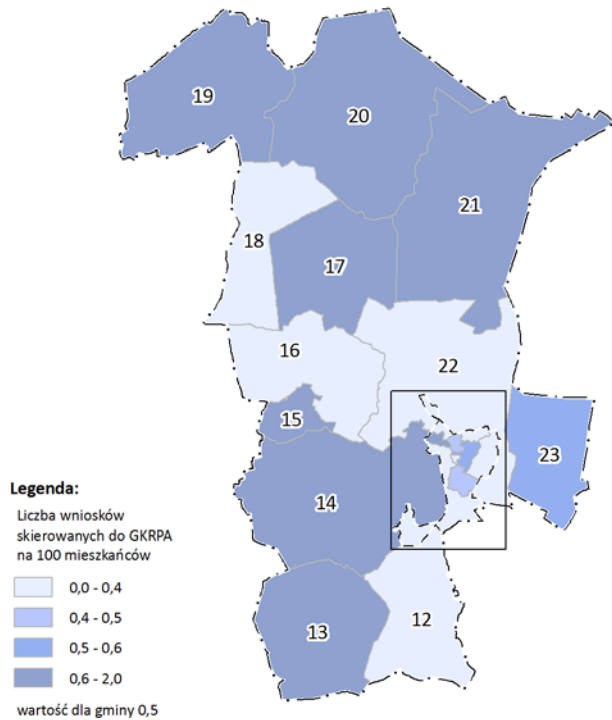 19
20
21
18
17
16
22
15
23
14
13
12
Legenda:
Liczba wniosków
skierowanych do GKRPA
na 100 mieszkańców
0,0 - 0,4
0,4 - 0,5
0,5 - 0,6
0,6 - 2,0
wartość dla gminy 0,5